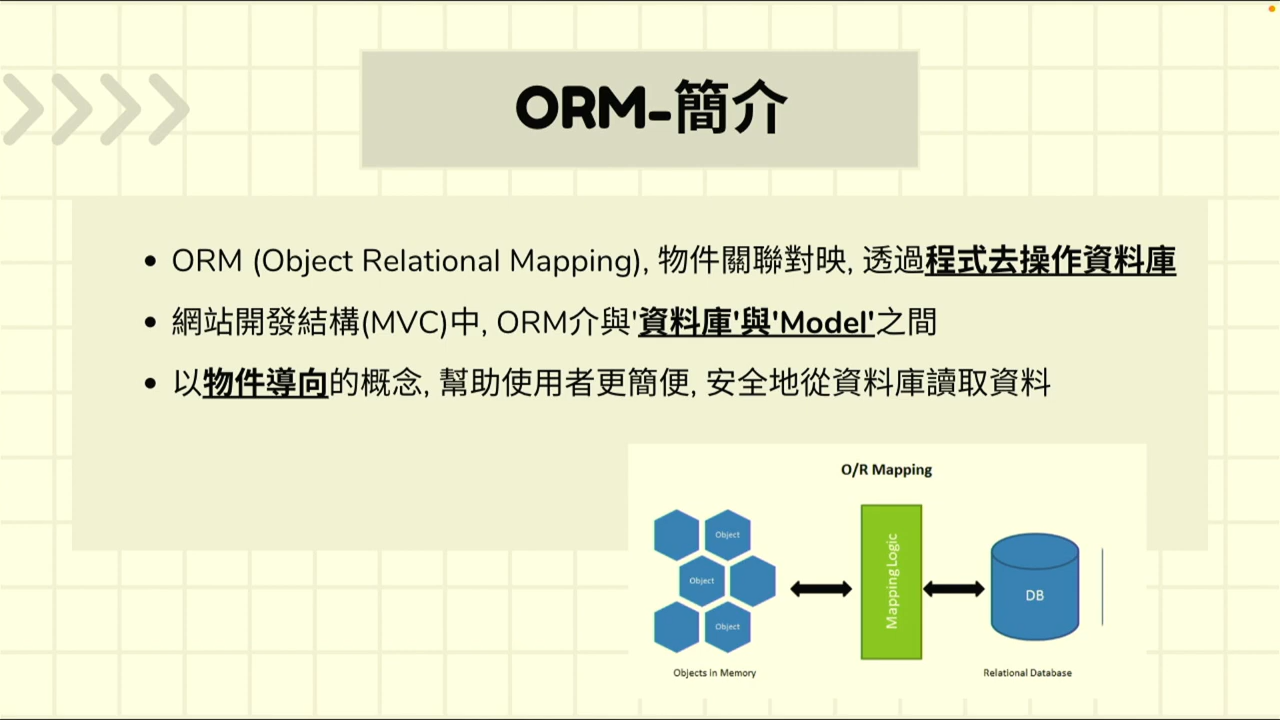 ORM-簡介
• ORM (Object Relational Mapping), 物件關聯對映, 透過程式去操作資料庫
• 網站開發結構(MVC)中, ORM介與'資料庫'與'Model'之間
• 以物件導向的概念, 幫助使用者更簡便, 安全地從資料庫讀取資料
O/R Mapping
Object
Object
Object
Mapping Logic
DB
Objects in Memory
Relational Database